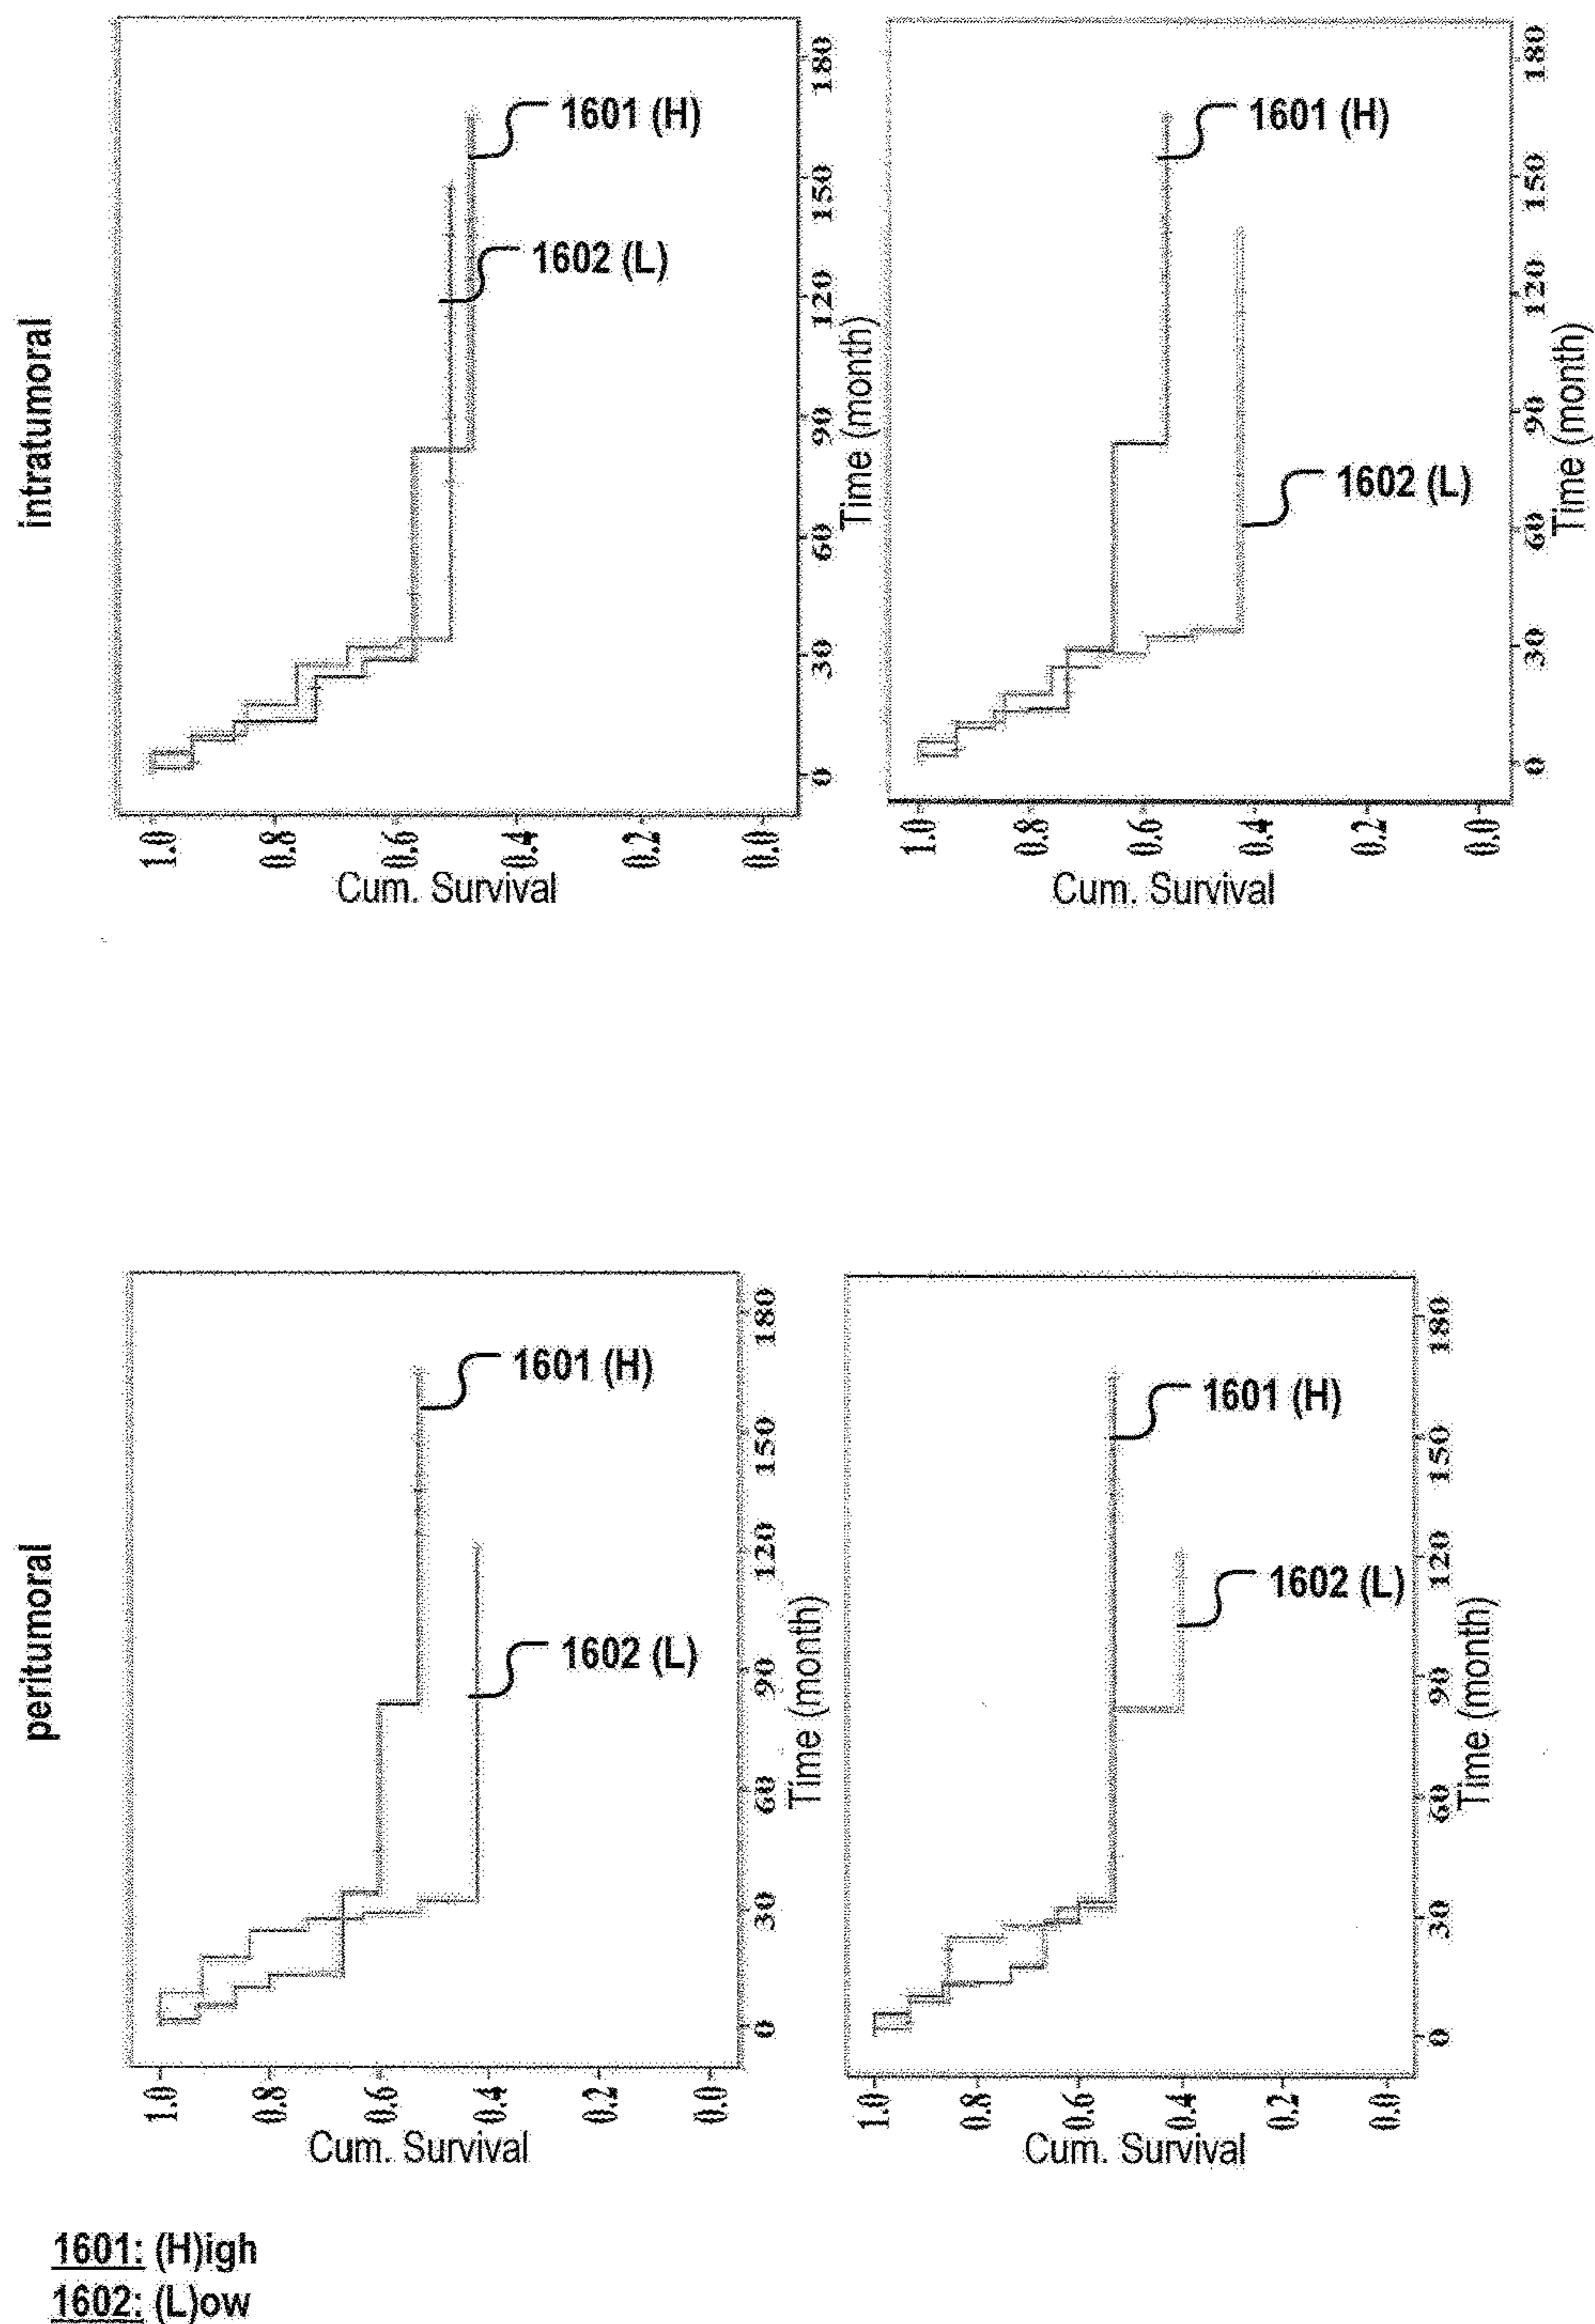 intratumoral
1.0
0.8
0.6
0.4
0.2
0.0
Cum. Survival
0
30
60
90
120
150
180
Time (month)
1601 (H)
1602 (L)
1.0
0.8
0.6
0.4
0.2
0.0
Cum. Survival
0
30
60
90
120
150
180
Time (month)
1601 (H)
1602 (L)
peritumoral
1.0
0.8
0.6
0.4
0.2
0.0
Cum. Survival
0
30
60
90
120
150
180
Time (month)
1601 (H)
1602 (L)
1.0
0.8
0.6
0.4
0.2
0.0
Cum. Survival
0
30
60
90
120
150
180
Time (month)
1601 (H)
1602 (L)
1601: (H)igh
1602: (L)ow